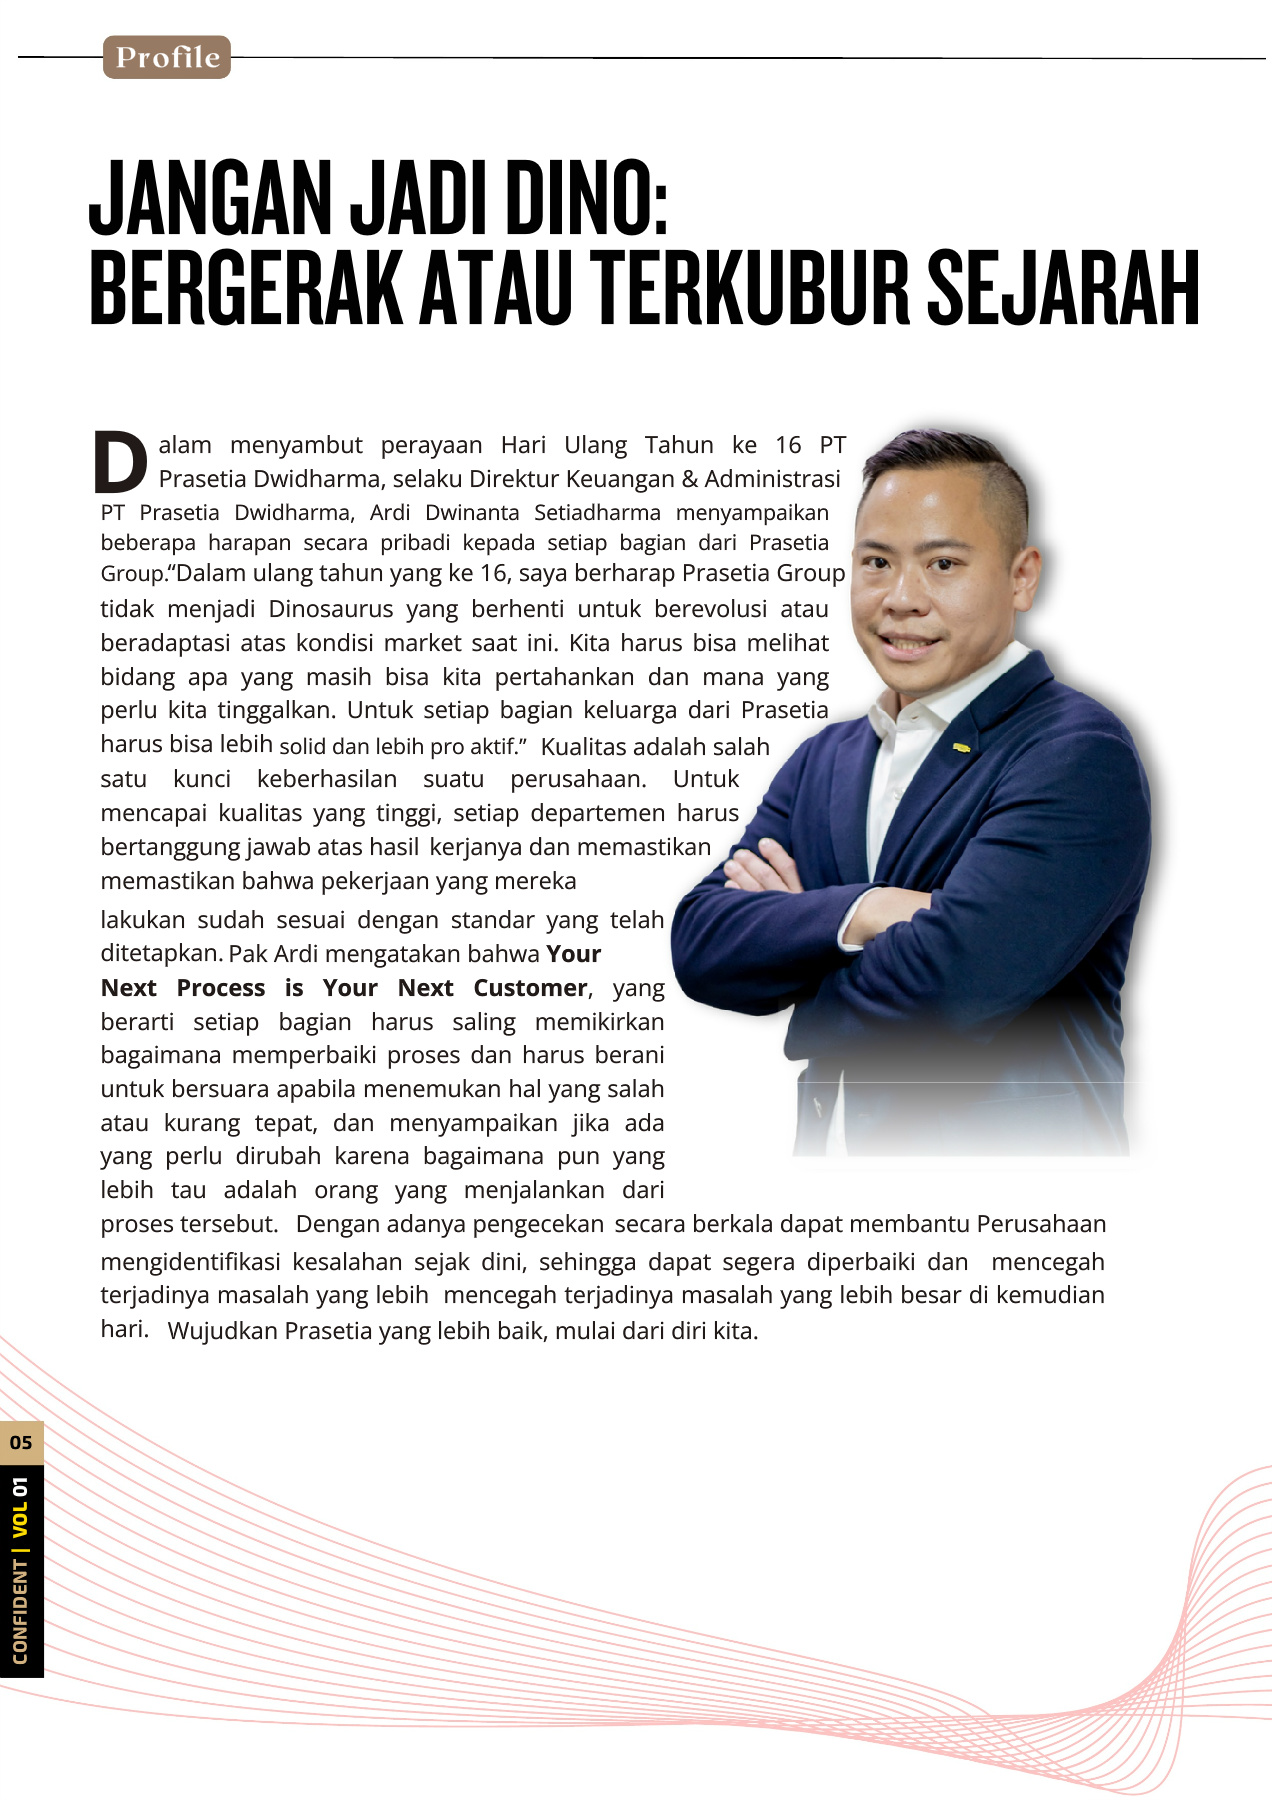 Profile
JANGAN JADI DINO:
BERGERAK ATAU TERKUBUR SEJARAH
Dalam menyambut perayaan Hari Ulang Tahun ke 16 PT
Prasetia Dwidharma, selaku Direktur Keuangan & Administrasi
PT Prasetia Dwidharma, Ardi Dwinanta Setiadharma menyampaikan
beberapa harapan secara pribadi kepada setiap bagian dari Prasetia
Group.“Dalam ulang tahun yang ke 16, saya berharap Prasetia Group
tidak menjadi Dinosaurus yang berhenti untuk berevolusi atau
beradaptasi atas kondisi market saat ini. Kita harus bisa melihat
bidang apa yang masih bisa kita pertahankan dan mana yang
perlu kita tinggalkan. Untuk setiap bagian keluarga dari Prasetia
harus bisa lebih solid dan lebih pro aktif.” Kualitas adalah salah
satu kunci keberhasilan suatu perusahaan. Untuk
mencapai kualitas yang tinggi, setiap departemen harus
bertanggung jawab atas hasil kerjanya dan memastikan
memastikan bahwa pekerjaan yang mereka
lakukan sudah sesuai dengan standar yang telah
ditetapkan. Pak Ardi mengatakan bahwa Your
Next Process is Your Next Customer, yang
berarti setiap bagian harus saling memikirkan
bagaimana memperbaiki proses dan harus berani
untuk bersuara apabila menemukan hal yang salah
atau kurang tepat, dan menyampaikan jika ada
yang perlu dirubah karena bagaimana pun yang
lebih tau adalah orang yang menjalankan dari
proses tersebut. Dengan adanya pengecekan secara berkala dapat membantu Perusahaan
mengidentifikasi kesalahan sejak dini, sehingga dapat segera diperbaiki dan mencegah
terjadinya masalah yang lebih mencegah terjadinya masalah yang lebih besar di kemudian
hari. Wujudkan Prasetia yang lebih baik, mulai dari diri kita.
05
CONFIDENT | VOL 01